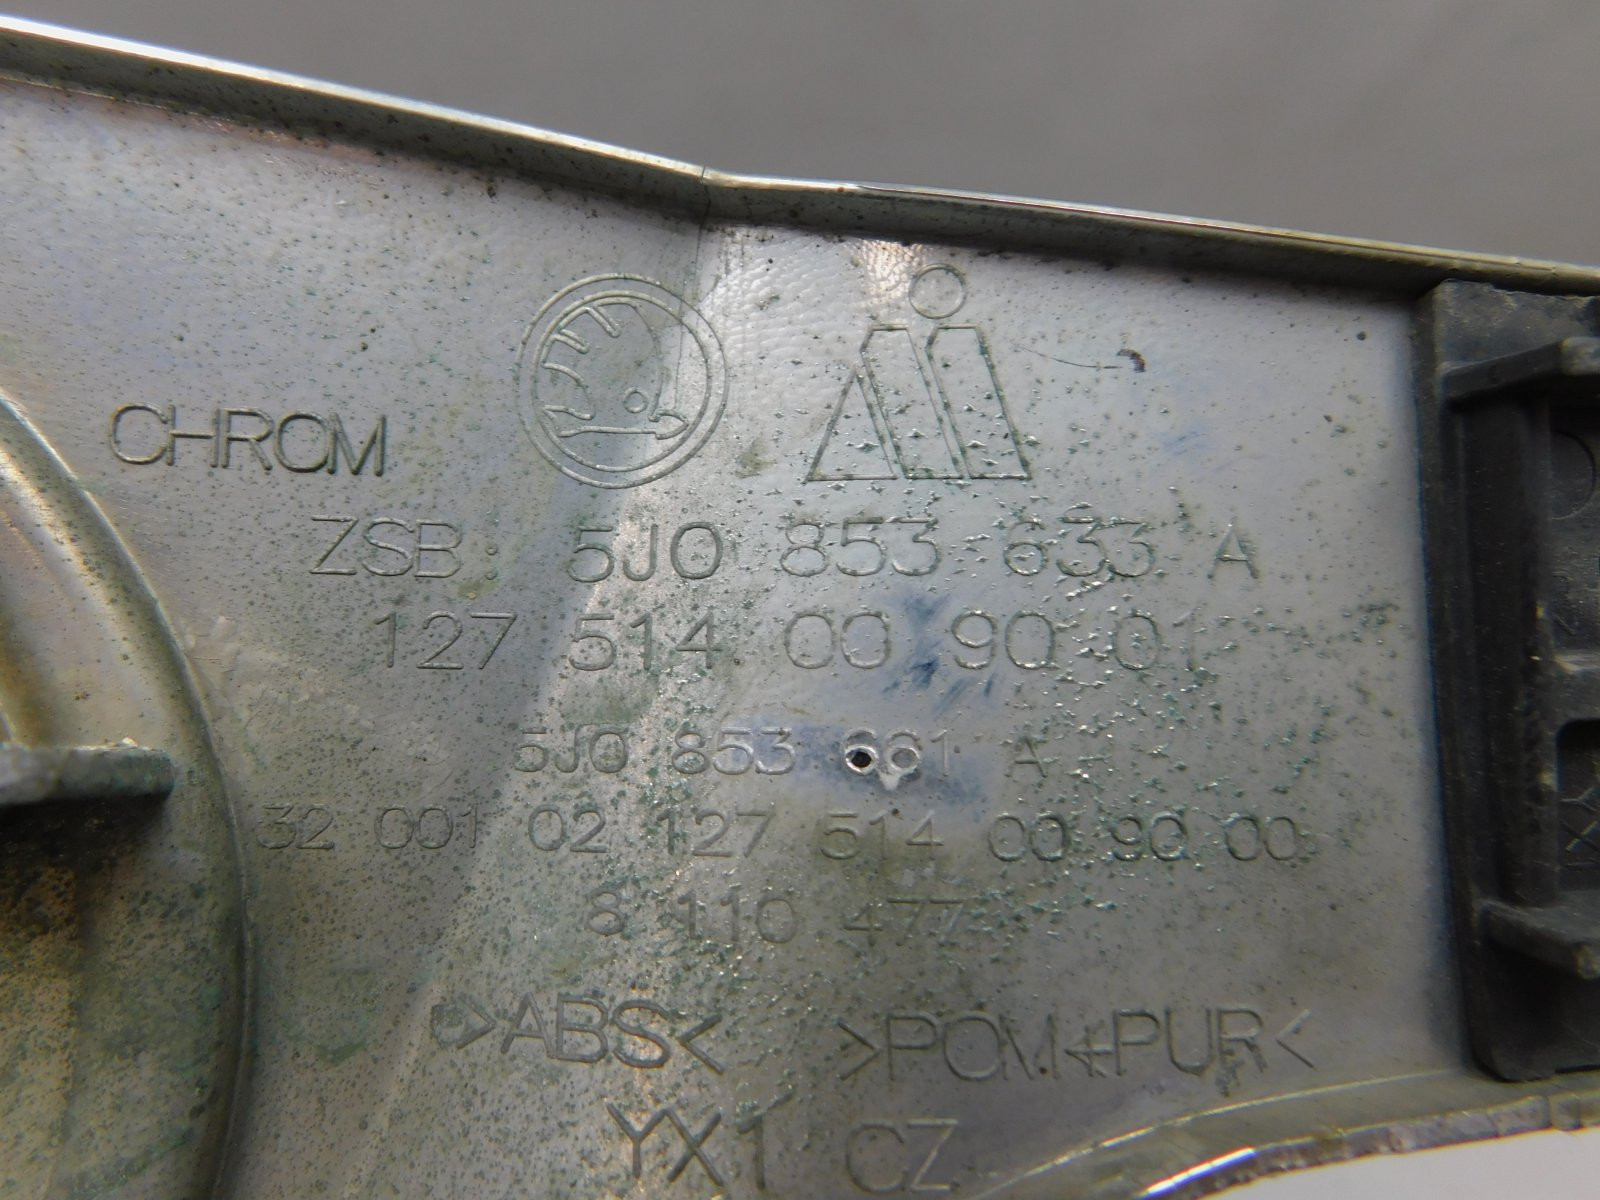 CHROM
ZSB: 5J0 853 633 A
127 514 00 90 01
5J0 853 661 A
32 001 02 127 514 00 90 00
8 110 477
>ABS< >POM+PUR<
YX1 CZ